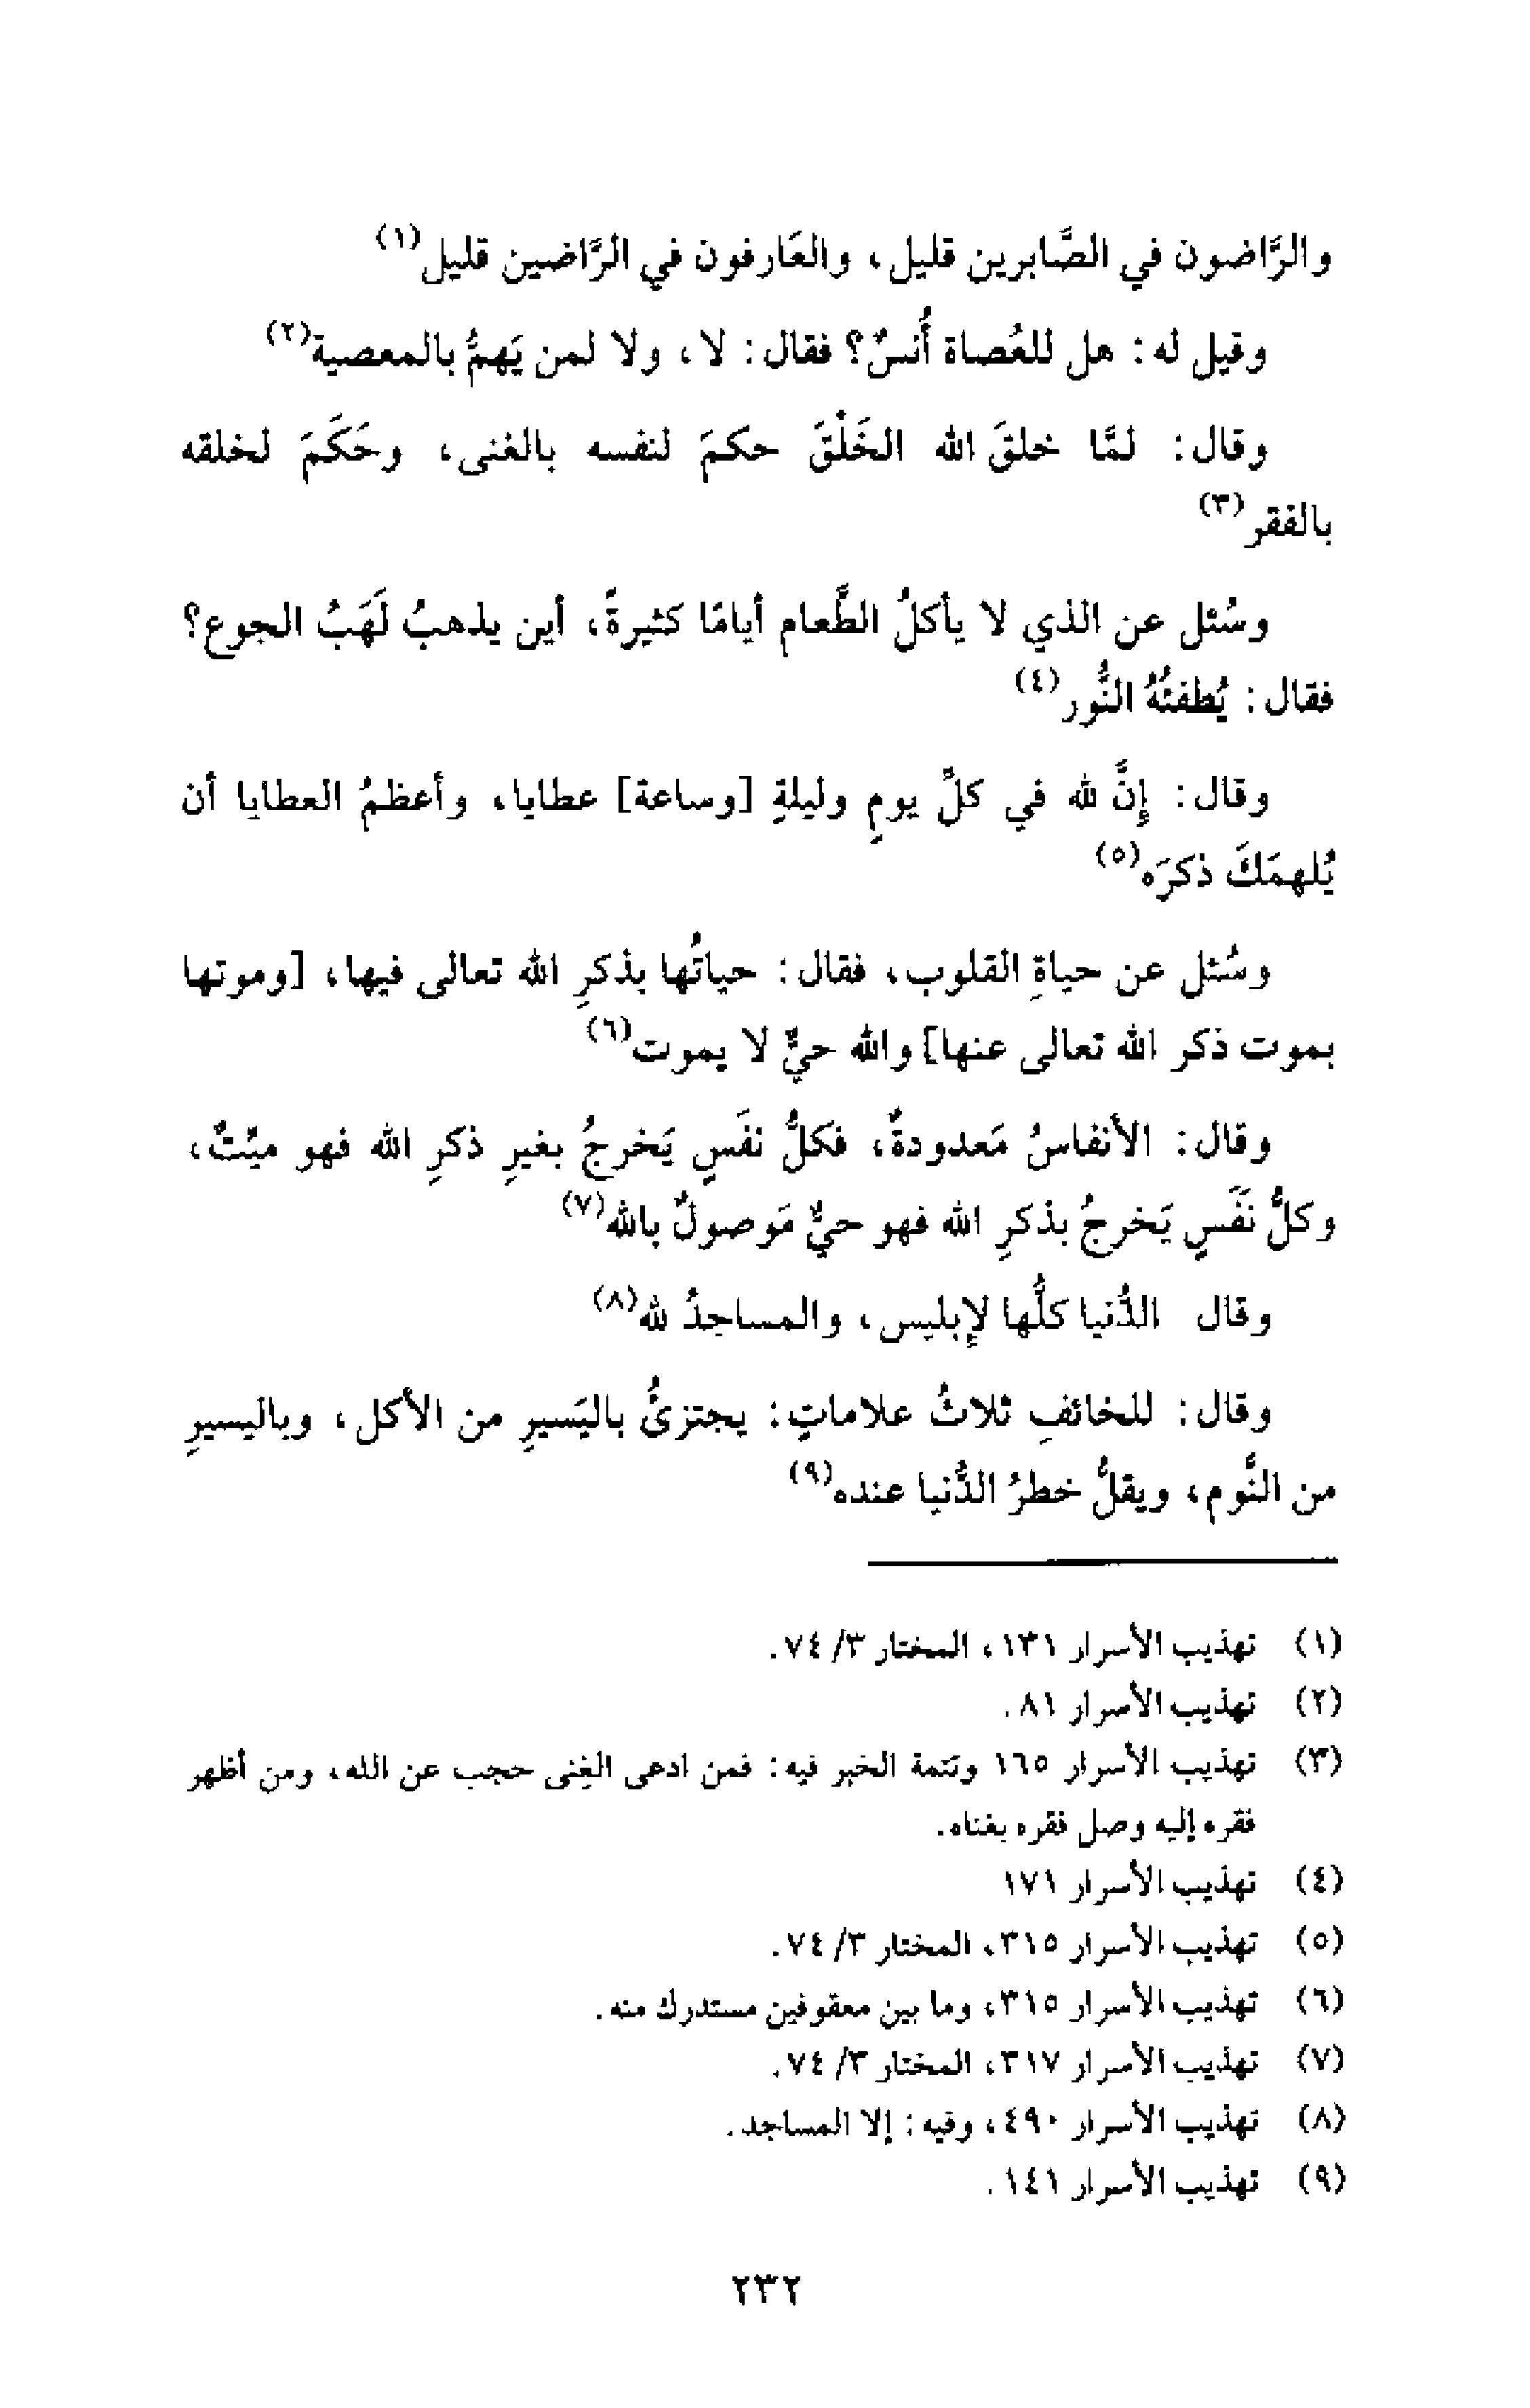 والرَّاضون في الصَّابرين قليل، والعَارفون في الرَّاضين قليل(١)
وقيل له: هل للعُصاة أُنسٌ؟ فقال: لا، ولا لمن يَهمُّ بالمعصية(٢)
وقال: لمَّا خلقَ الله الخَلْقَ حكمَ لنفسه بالغنى، وحَكَمَ لخلقه
بالفقر(٣)
وسُئل عن الذي لا يأكلُ الطَّعام أيامًا كثيرةً، أين يذهبُ لَهَبُ الجوع؟
فقال: يُطفئُهُ النُّور(٤)
وقال: إنَّ لله في كلِّ يومٍ وليلةٍ [وساعة] عطايا، وأعظمُ العطايا أن
يُلهمَكَ ذكرَه(٥)
وسُئل عن حياةِ القلوب، فقال: حياتُها بذكرِ الله تعالى فيها، [وموتها
بموت ذكر الله تعالى عنها] والله حيٌّ لا يموت(٦)
وقال: الأنفاسُ مَعدودةٌ، فكلُّ نفَسٍ يَخرجُ بغيرِ ذكرِ الله فهو ميِّتٌ،
وكلُّ نَفَسٍ يَخرجُ بذكرِ الله فهو حيٌّ مَوصولٌ بالله(٧)
وقال الدُّنيا كلُّها لإبليس، والمساجدُ لله(٨)
وقال: للخائفِ ثلاثُ علاماتٍ: يجتزئُ باليَسيرِ من الأكل، وباليسيرِ
من النَّوم، ويقلُّ خطرُ الدُّنيا عنده(٩)
(١) تهذيب الأسرار ١٣١، المختار ٣/ ٧٤.
(٢) تهذيب الأسرار ٨١.
(٣) تهذيب الأسرار ١٦٥ وتتمة الخبر فيه: فمن ادعى الغِنى حجب عن الله، ومن أظهر
فقره إليه وصل فقره بغناه.
(٤) تهذيب الأسرار ١٧١
(٥) تهذيب الأسرار ٣١٥، المختار ٣/ ٧٤.
(٦) تهذيب الأسرار ٣١٥، وما بين معقوفين مستدرك منه.
(٧) تهذيب الأسرار ٣١٧، المختار ٣/ ٧٤.
(٨) تهذيب الأسرار ٤٩٠، وفيه: إلا المساجد.
(٩) تهذيب الأسرار ١٤١.
٢٣٢